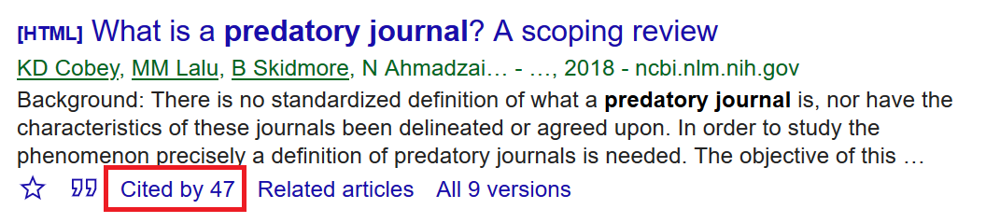 [HTML] What is a predatory journal? A scoping review
KD Cobey, MM Lalu, B Skidmore, N Ahmadzai… - …, 2018 - ncbi.nlm.nih.gov
Background: There is no standardized definition of what a predatory journal is, nor have the
characteristics of these journals been delineated or agreed upon. In order to study the
phenomenon precisely a definition of predatory journals is needed. The objective of this …
Cited by 47 Related articles All 9 versions